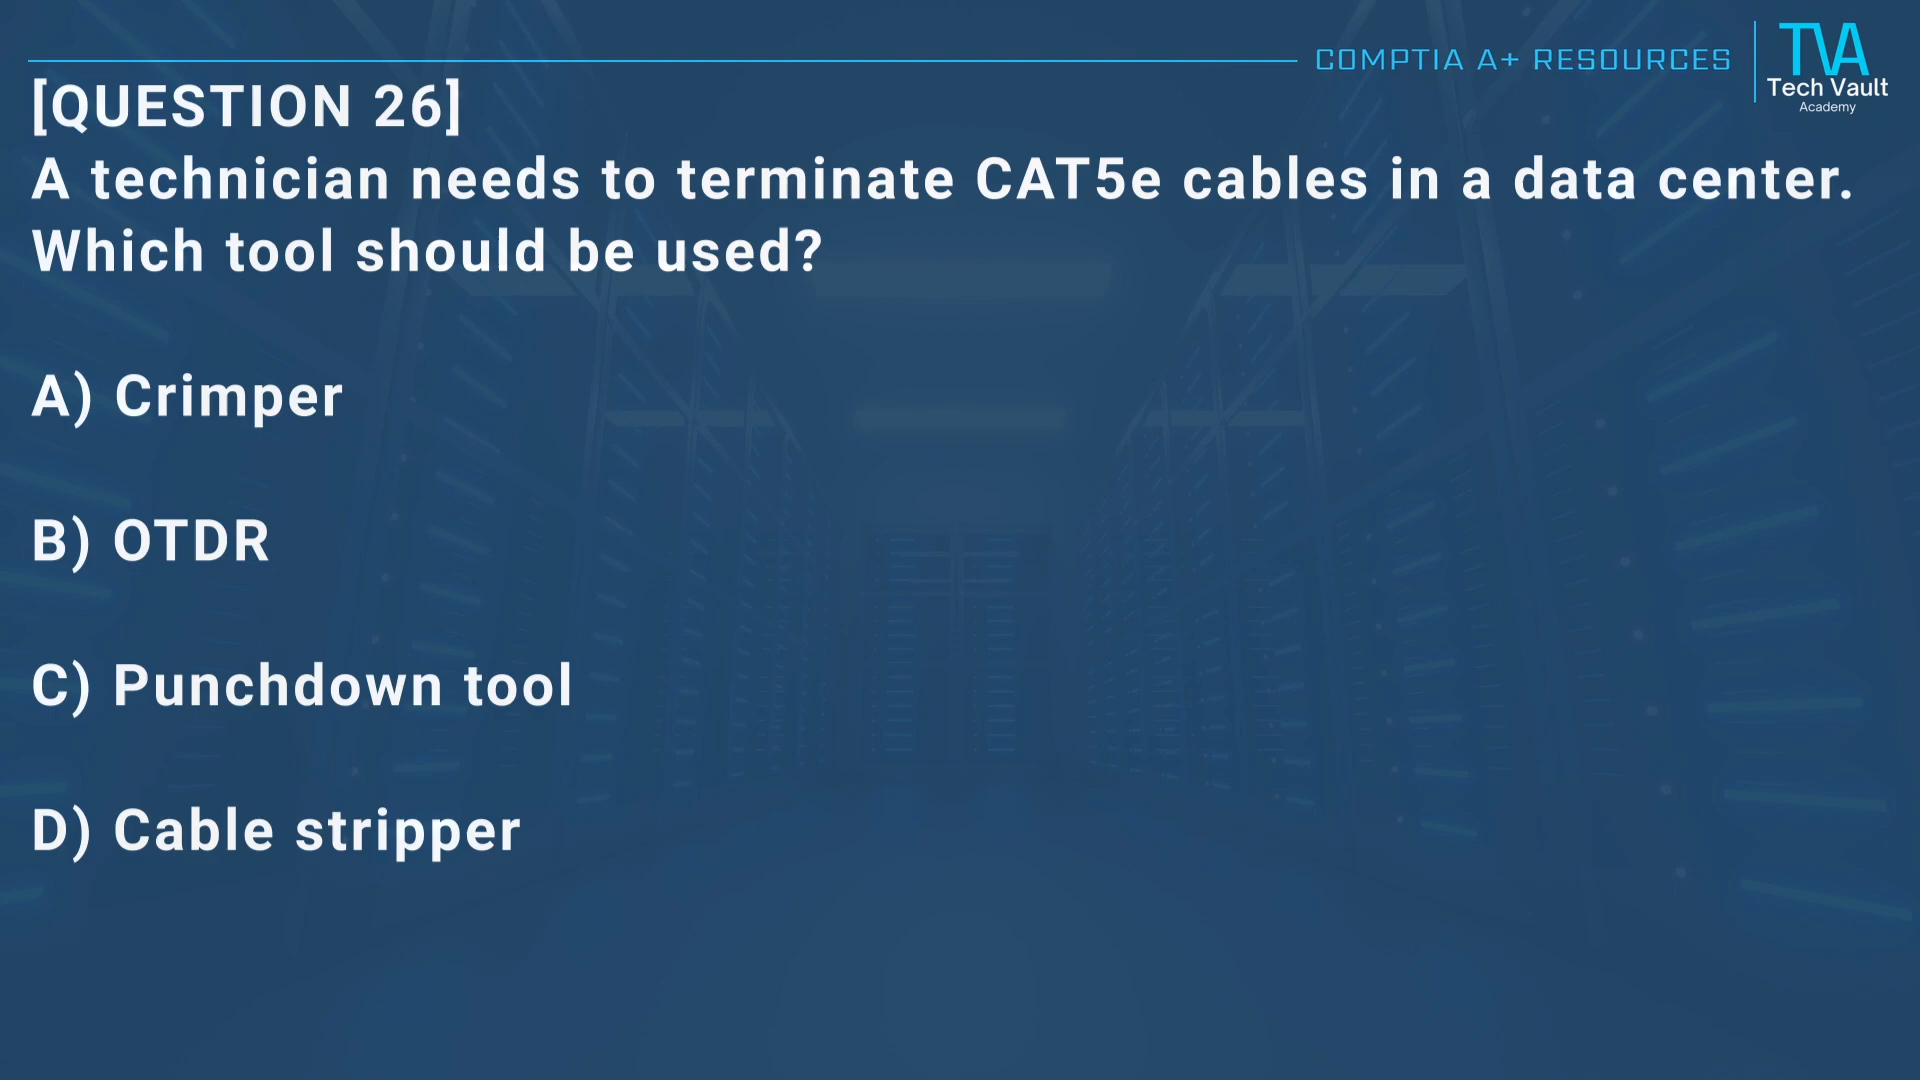 COMPTIA A+ RESOURCES
TVA
Tech Vault
Academy
[QUESTION 26]
A technician needs to terminate CAT5e cables in a data center.
Which tool should be used?
A) Crimper
B) OTDR
C) Punchdown tool
D) Cable stripper